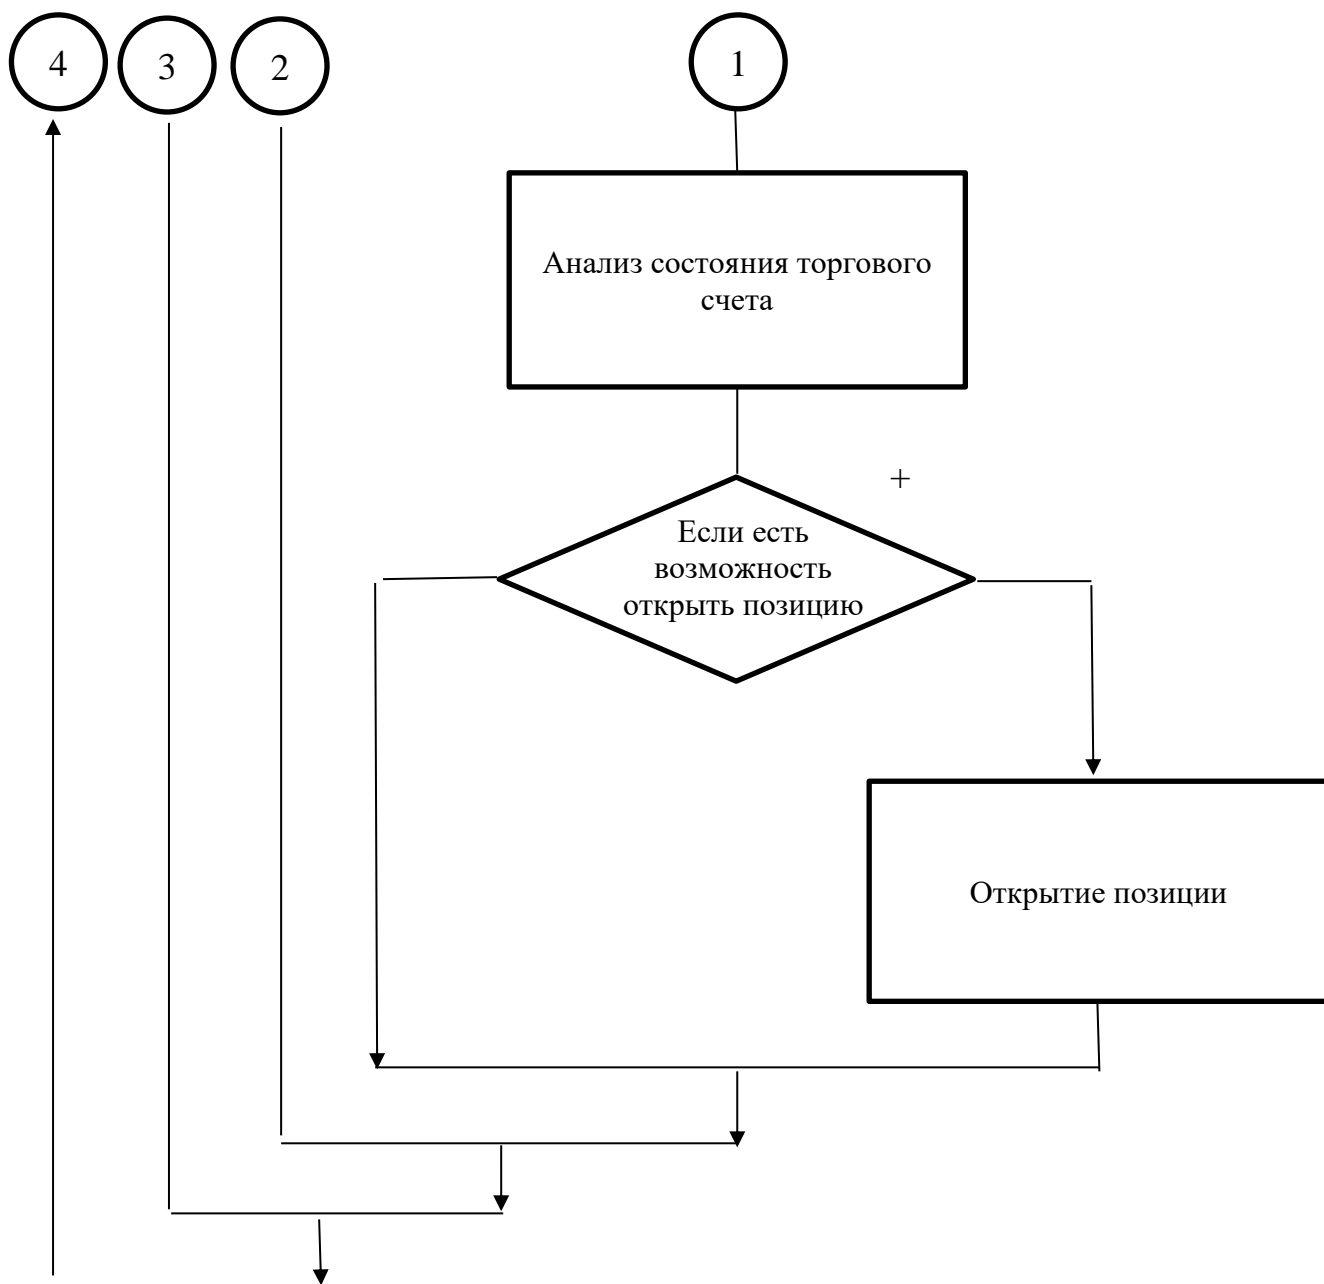 4 3 2 1
Анализ состояния торгового
счета
+
Если есть
возможность
открыть позицию
Открытие позиции